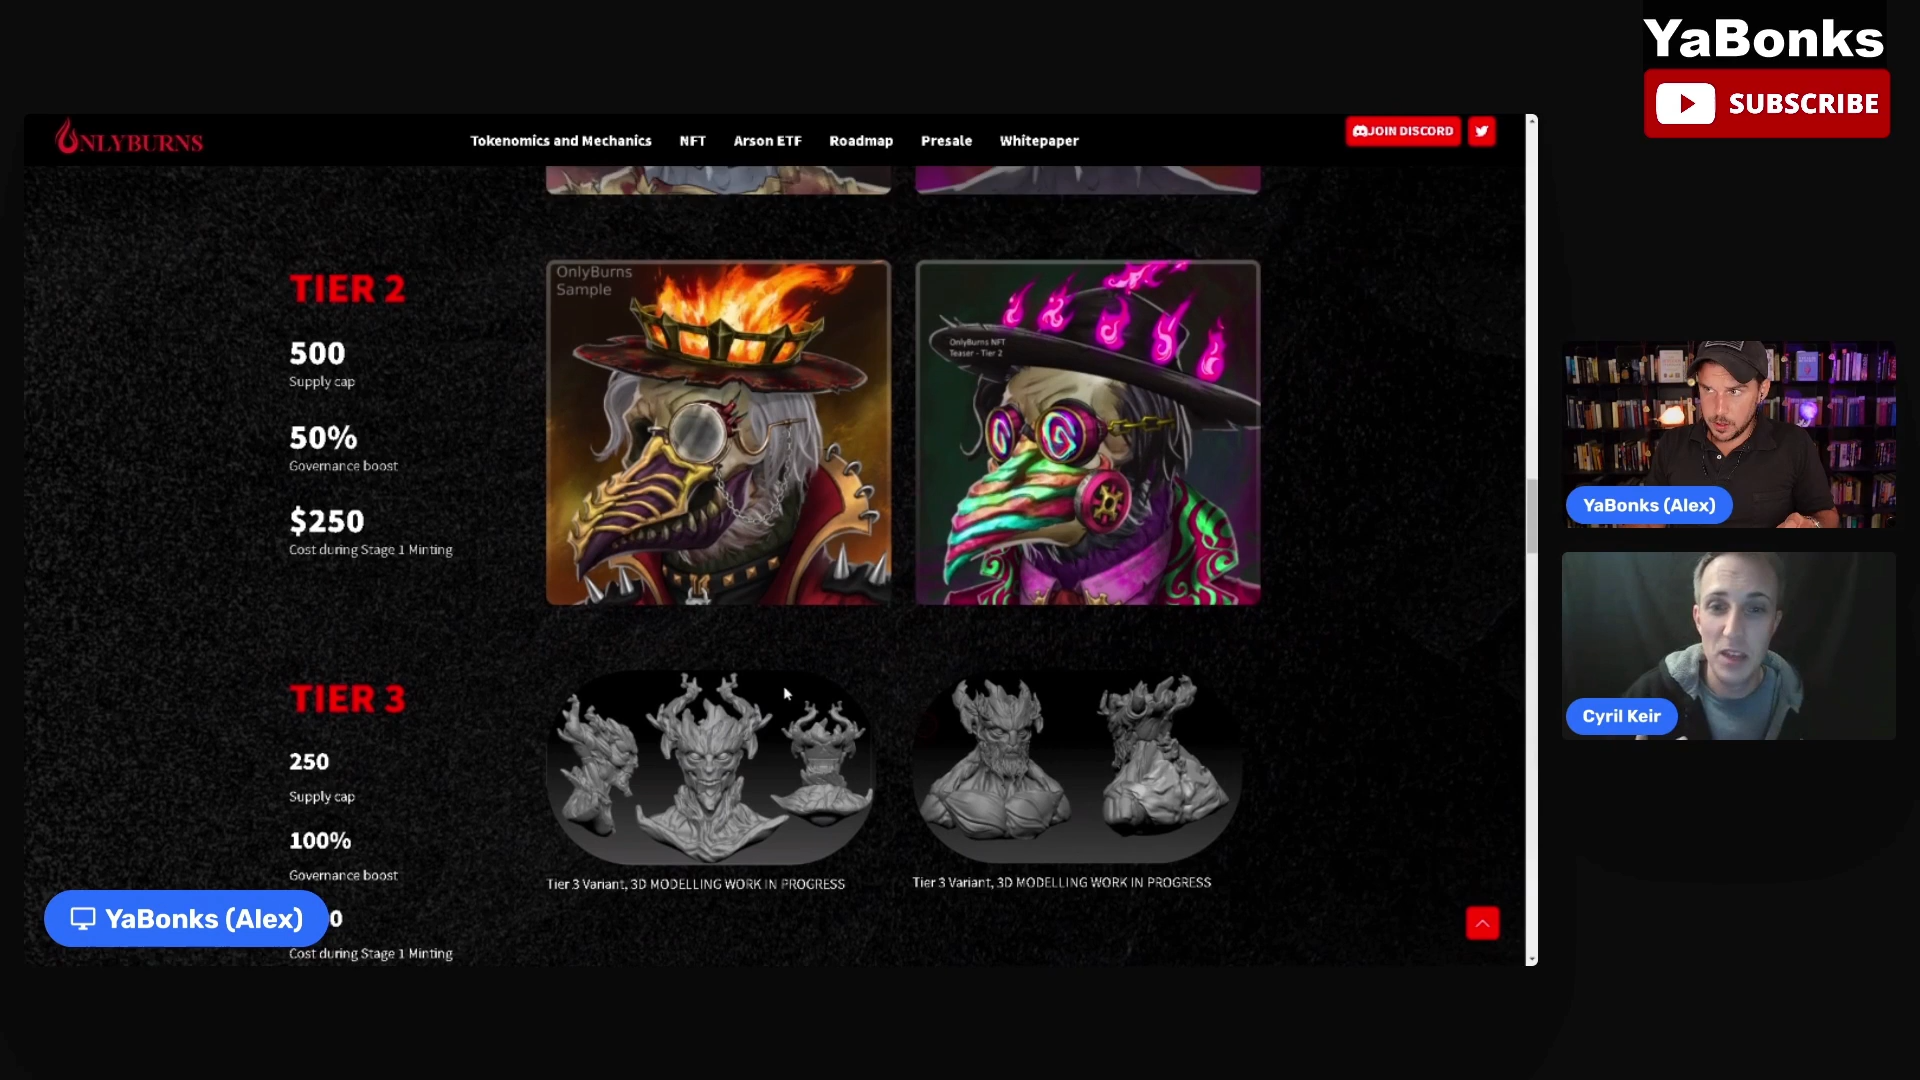 YaBonks
SUBSCRIBE
ONLYBURNS
Tokenomics and Mechanics NFT Arson ETF Roadmap Presale Whitepaper
JOIN DISCORD
TIER 2
500
Supply cap
50%
Governance boost
$250
Cost during Stage 1 Minting
OnlyBurns
Sample
OnlyBurns NFT
Teaser - Tier 2
TIER 3
250
Supply cap
100%
Governance boost
0
Cost during Stage 1 Minting
Tier 3 Variant, 3D MODELLING WORK IN PROGRESS
Tier 3 Variant, 3D MODELLING WORK IN PROGRESS
YaBonks (Alex)
YaBonks (Alex)
Cyril Keir